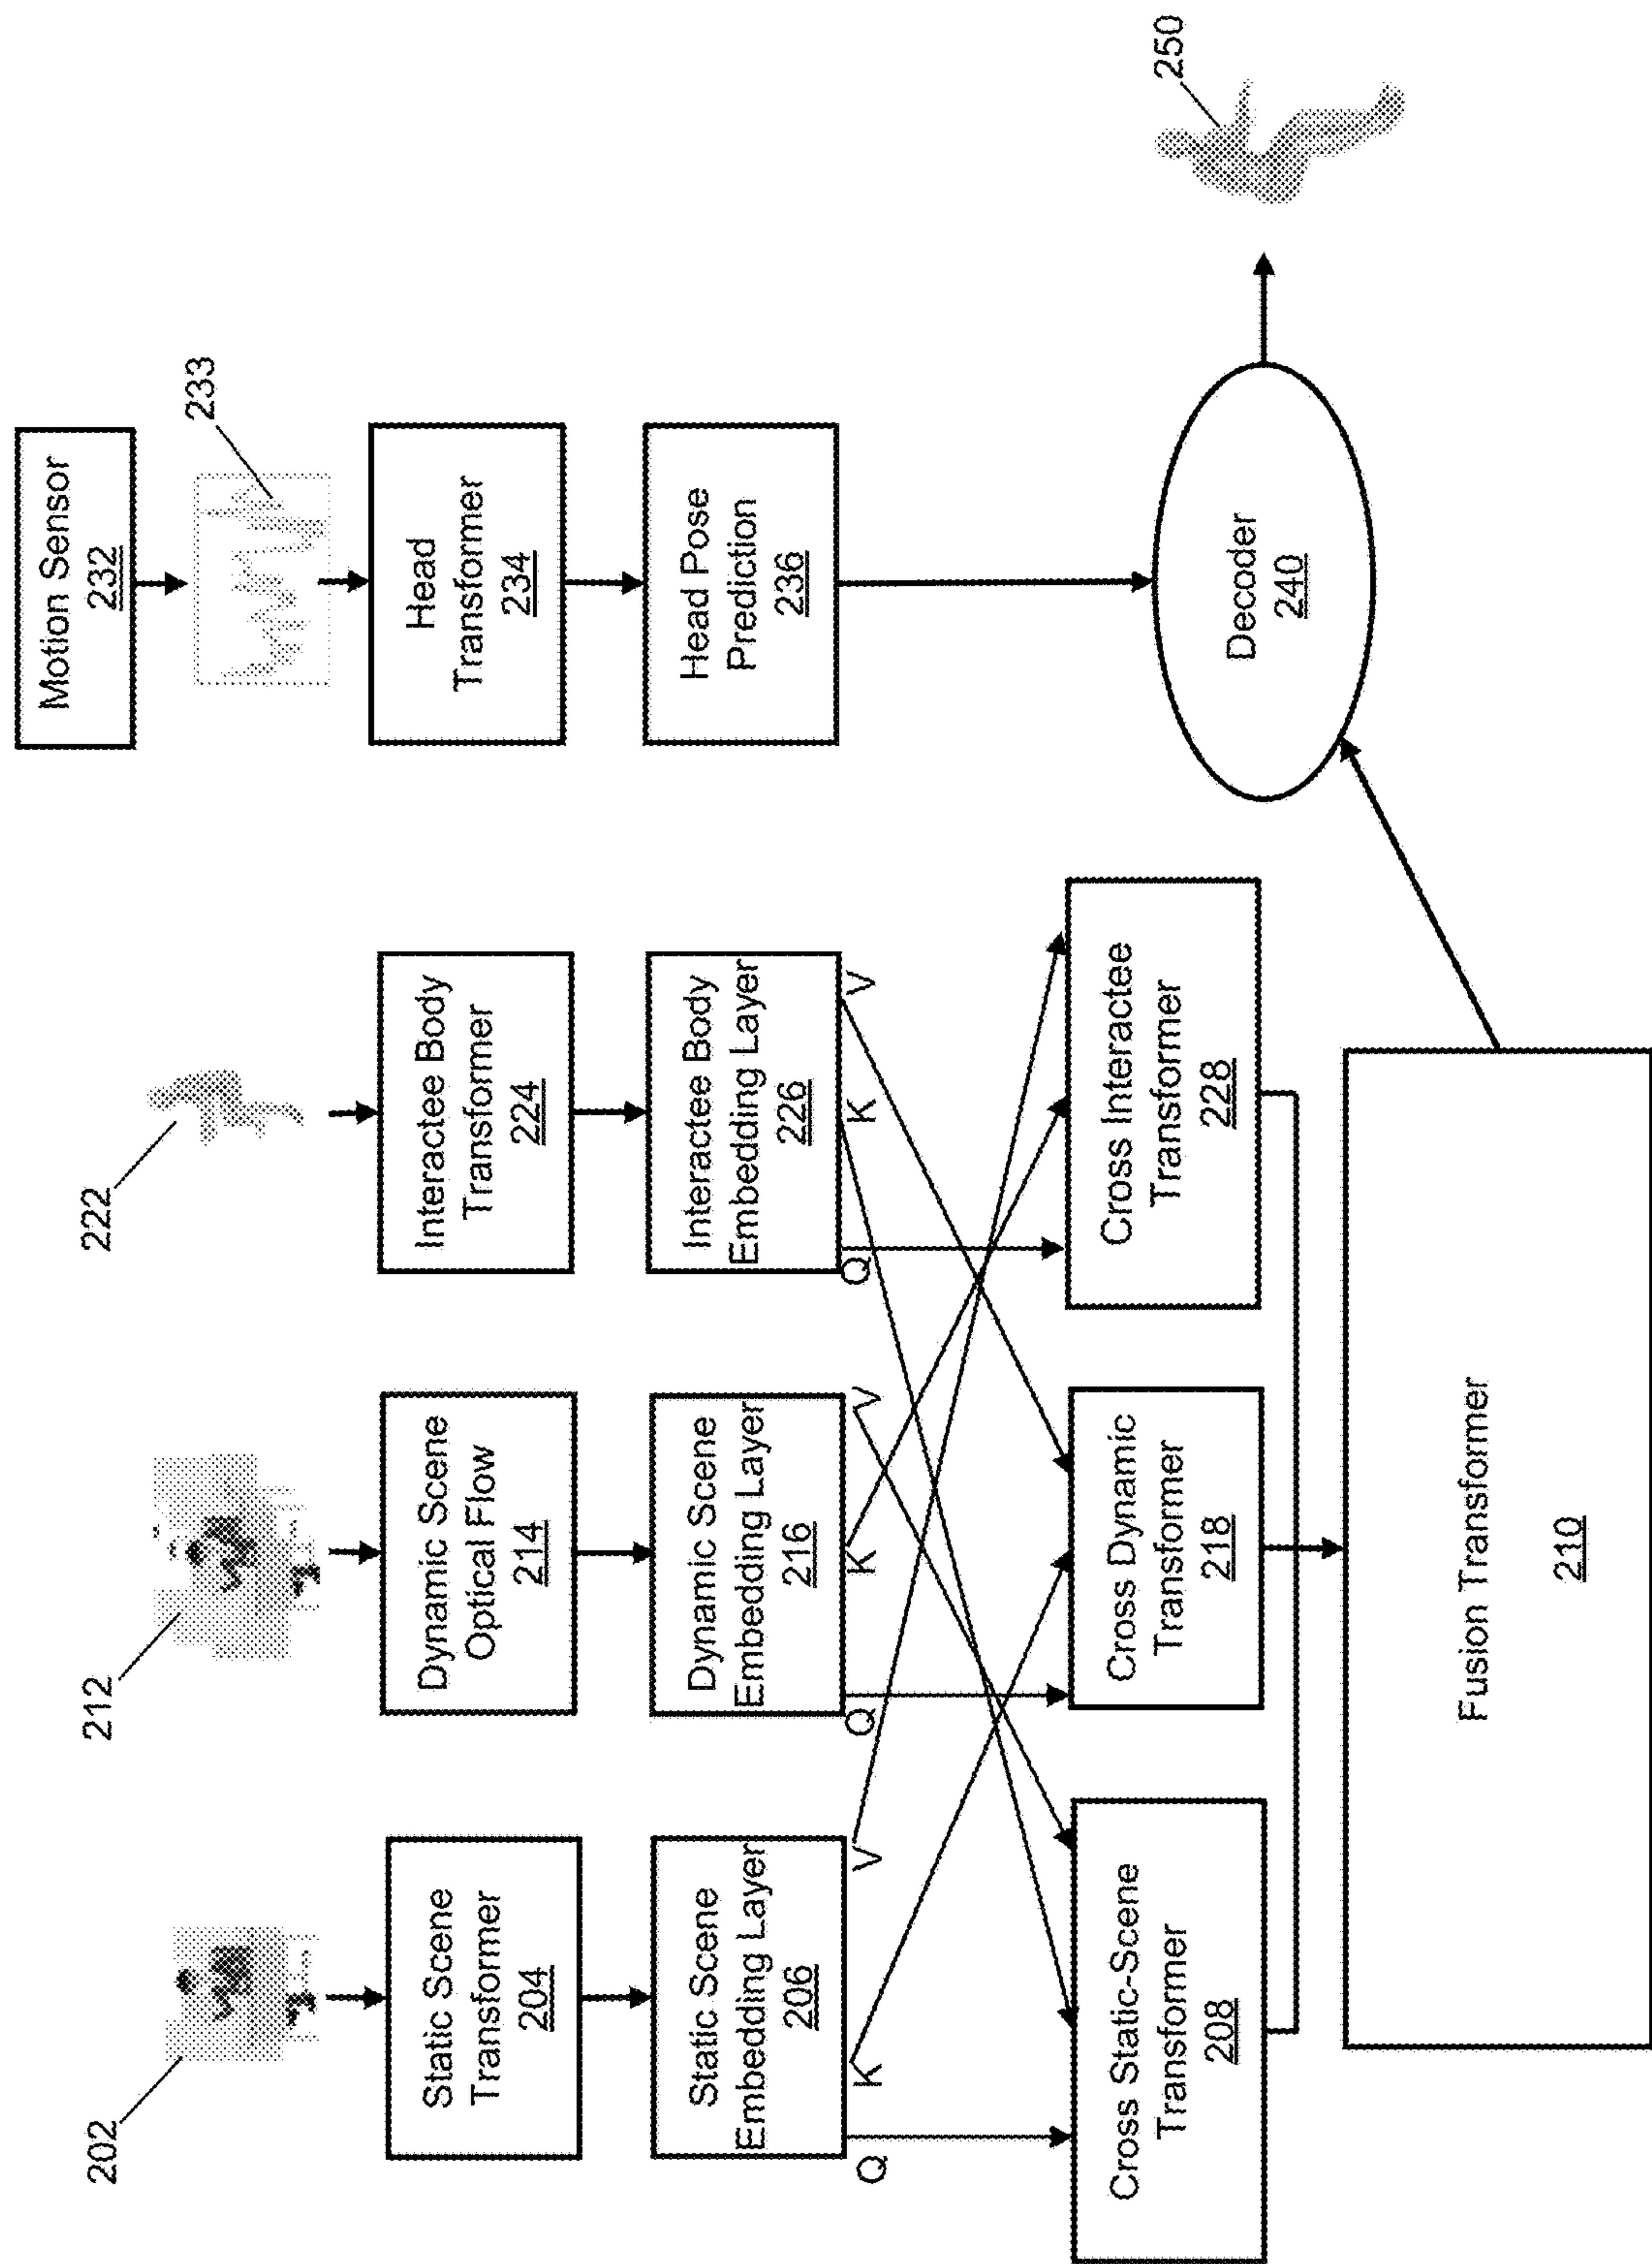 202
Static Scene
Transformer
204
Static Scene
Embedding Layer
206
Q
K
V
Cross Static-Scene
Transformer
208
212
Dynamic Scene
Optical Flow
214
Dynamic Scene
Embedding Layer
216
Q
K
V
Cross Dynamic
Transformer
218
222
Interactee Body
Transformer
224
Interactee Body
Embedding Layer
226
Q
K
V
Cross Interactee
Transformer
228
Fusion Transformer
210
Motion Sensor
232
233
Head
Transformer
234
Head Pose
Prediction
236
Decoder
240
250